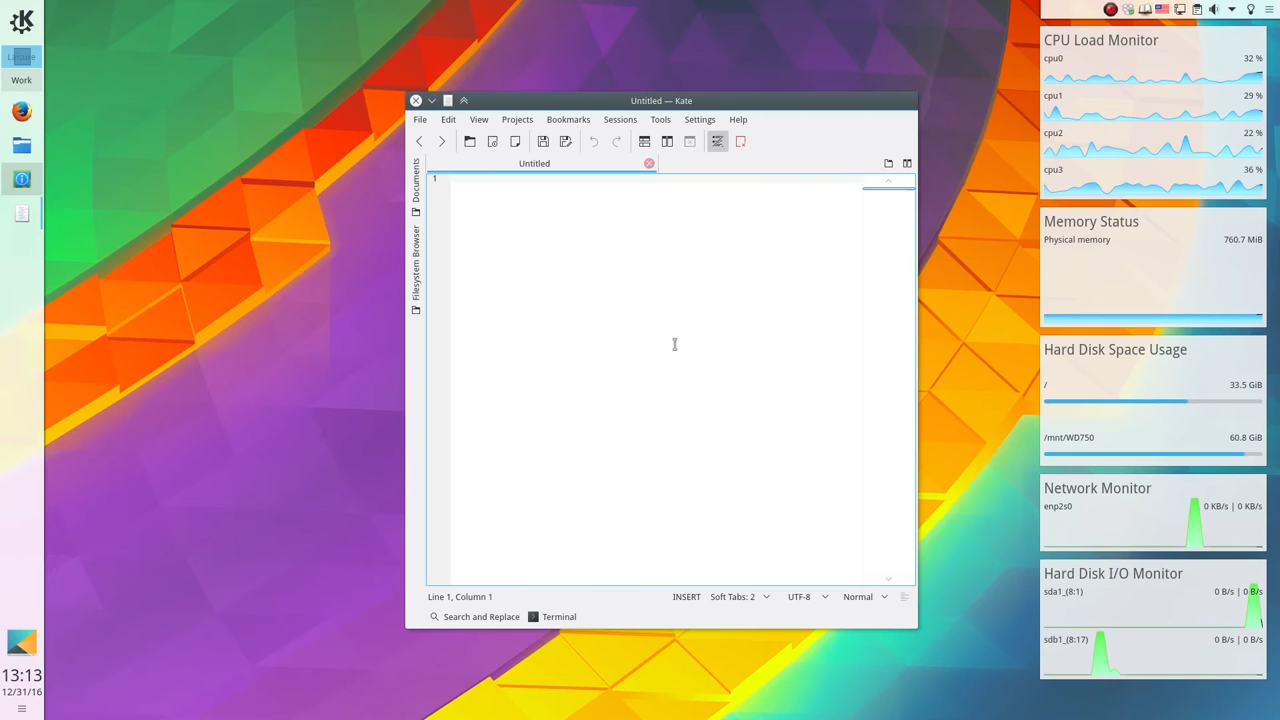 Leisure
Work
13:13
12/31/16
Untitled — Kate
File Edit View Projects Bookmarks Sessions Tools Settings Help
Untitled
Documents
Filesystem Browser
1
Line 1, Column 1 INSERT Soft Tabs: 2 UTF-8 Normal
Search and Replace Terminal
CPU Load Monitor
cpu0 32 %
cpu1 29 %
cpu2 22 %
cpu3 36 %
Memory Status
Physical memory 760.7 MiB
Hard Disk Space Usage
/ 33.5 GiB
/mnt/WD750 60.8 GiB
Network Monitor
enp2s0 0 KB/s | 0 KB/s
Hard Disk I/O Monitor
sda1_(8:1) 0 B/s | 0 B/s
sdb1_(8:17) 0 B/s | 0 B/s